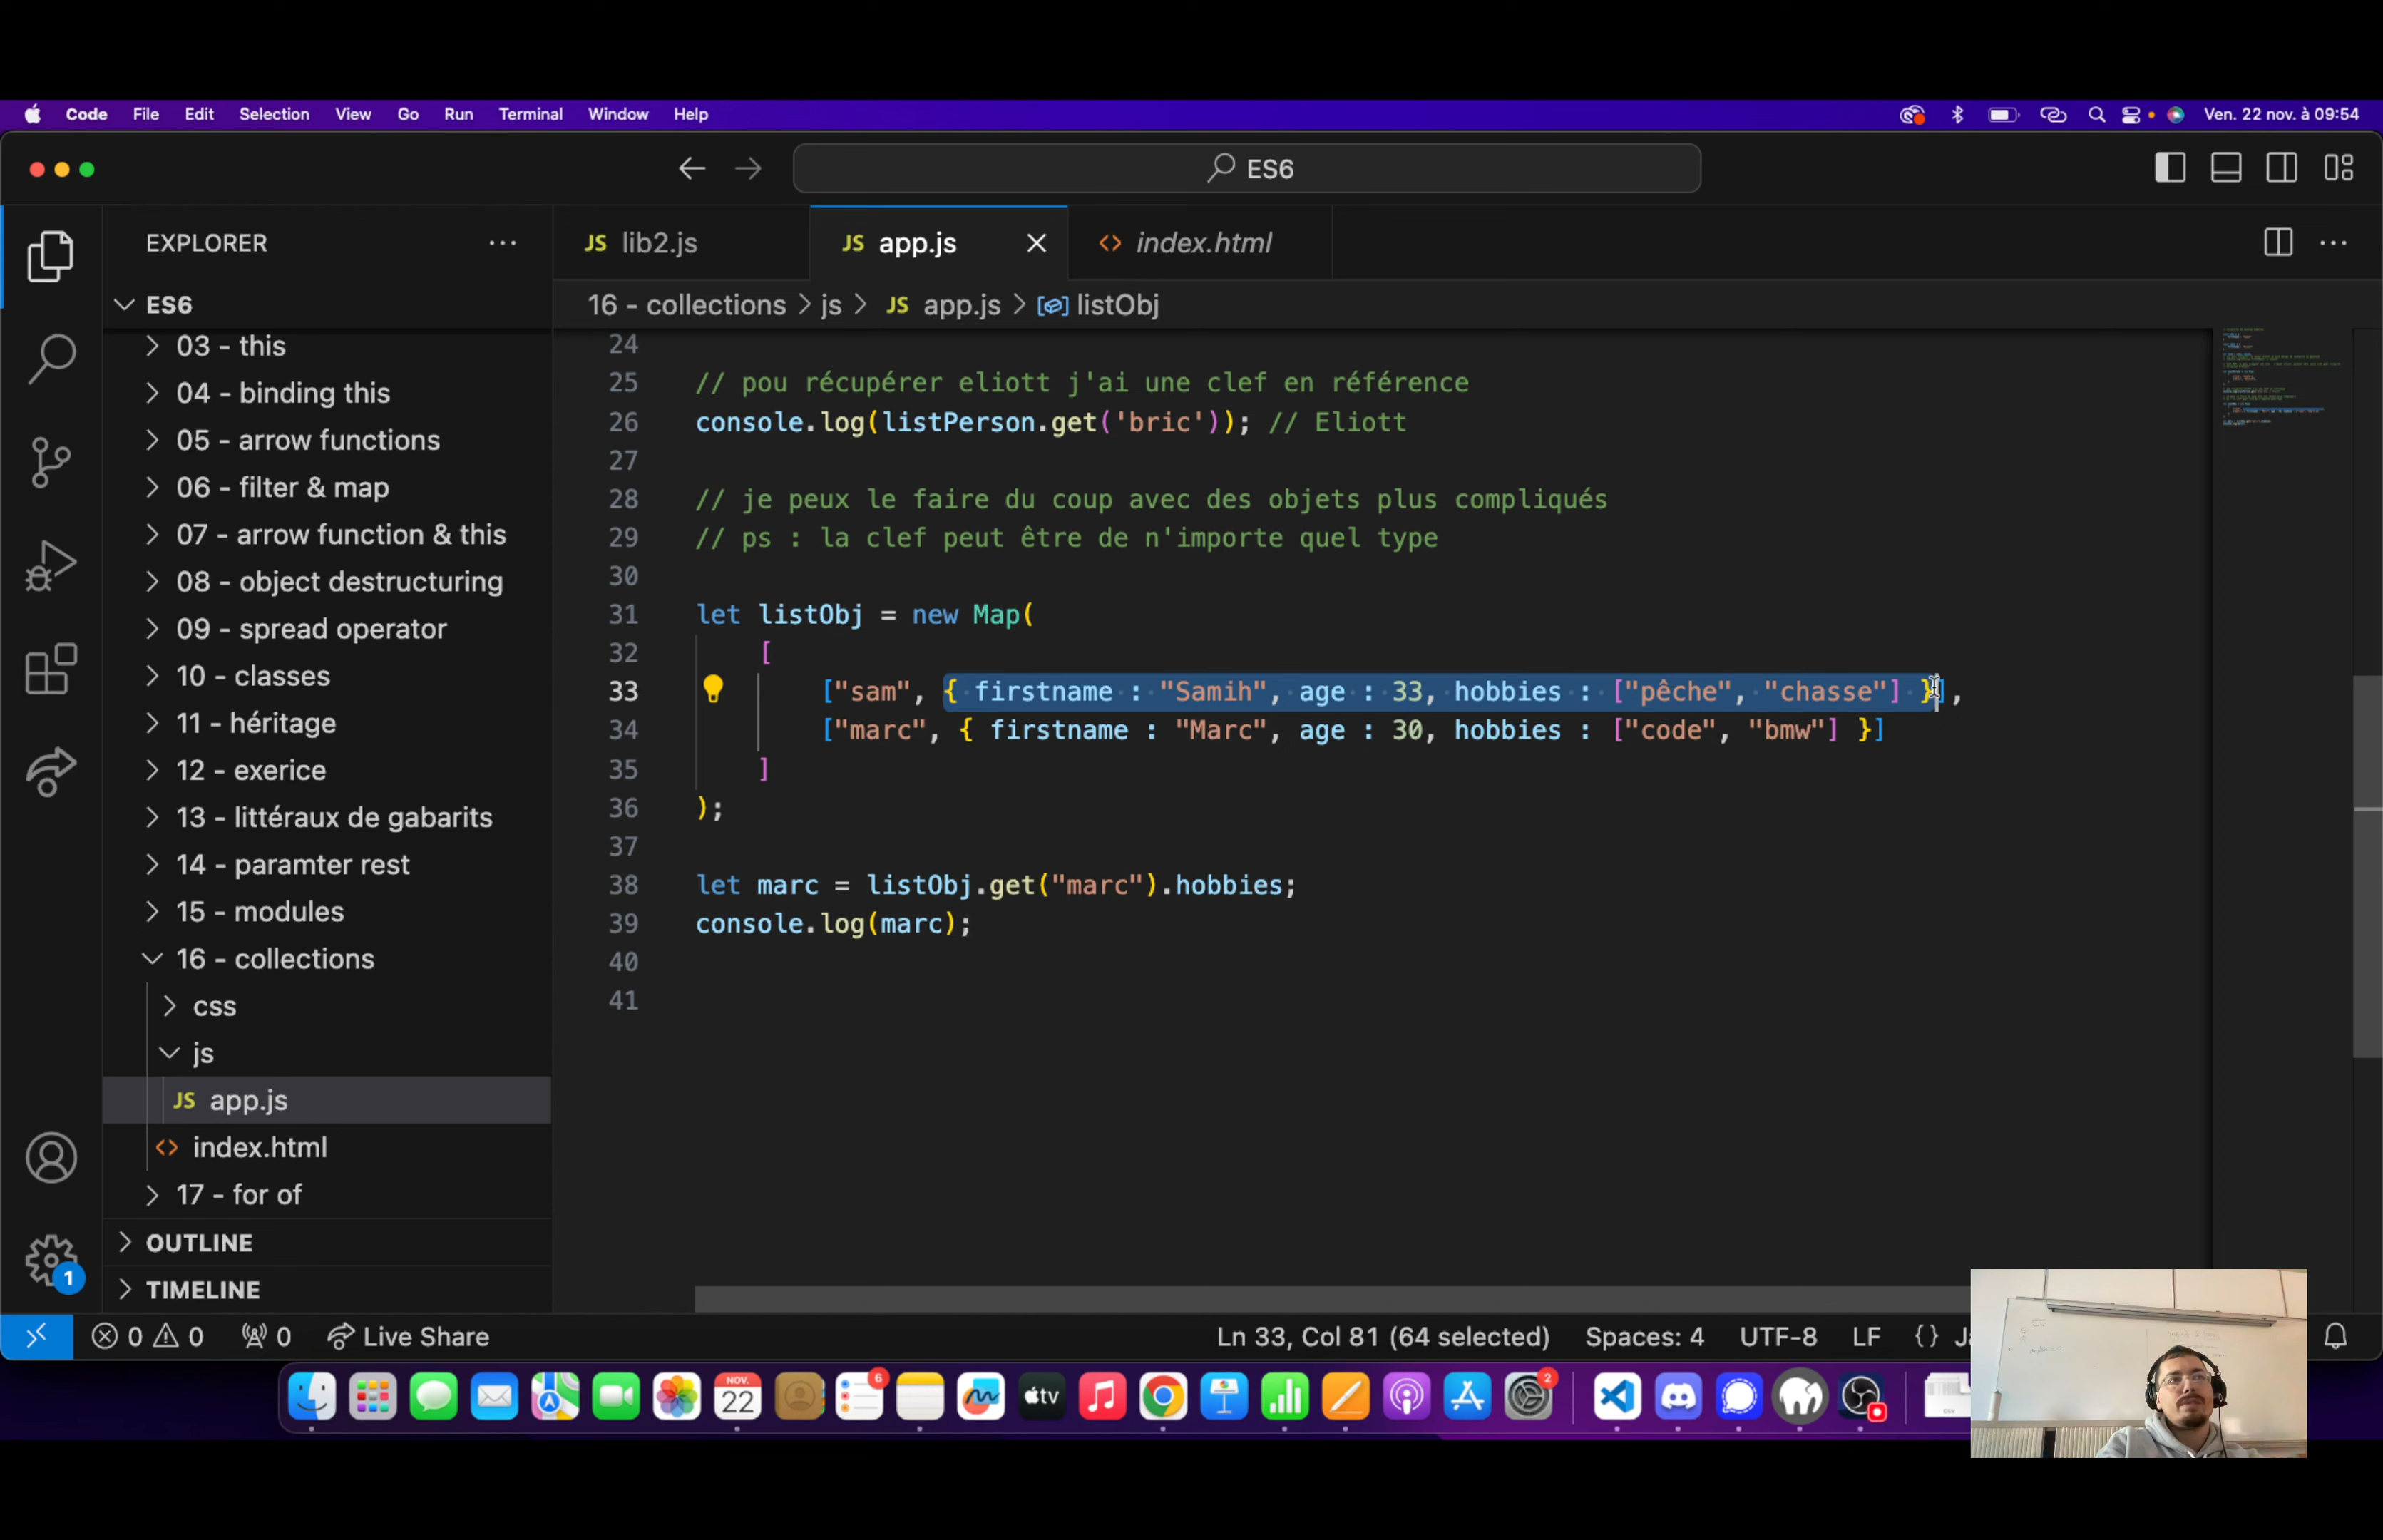 Code File Edit Selection View Go Run Terminal Window Help Ven. 22 nov. à 09:54
ES6
EXPLORER
JS lib2.js JS app.js index.html
ES6
16 - collections > js > JS app.js > listObj
03 - this
04 - binding this
05 - arrow functions
06 - filter & map
07 - arrow function & this
08 - object destructuring
09 - spread operator
10 - classes
11 - héritage
12 - exerice
13 - littéraux de gabarits
14 - paramter rest
15 - modules
16 - collections
css
js
JS app.js
index.html
17 - for of
OUTLINE
TIMELINE
24
25 // pou récupérer eliott j'ai une clef en référence
26 console.log(listPerson.get('bric')); // Eliott
27
28 // je peux le faire du coup avec des objets plus compliqués
29 // ps : la clef peut être de n'importe quel type
30
31 let listObj = new Map(
32 [
33 ["sam", { firstname : "Samih", age : 33, hobbies : ["pêche", "chasse"] }],
34 ["marc", { firstname : "Marc", age : 30, hobbies : ["code", "bmw"] }]
35 ]
36 );
37
38 let marc = listObj.get("marc").hobbies;
39 console.log(marc);
40
41
1
0 0 0 Live Share Ln 33, Col 81 (64 selected) Spaces: 4 UTF-8 LF {}
NOV.
22
6
tv
2